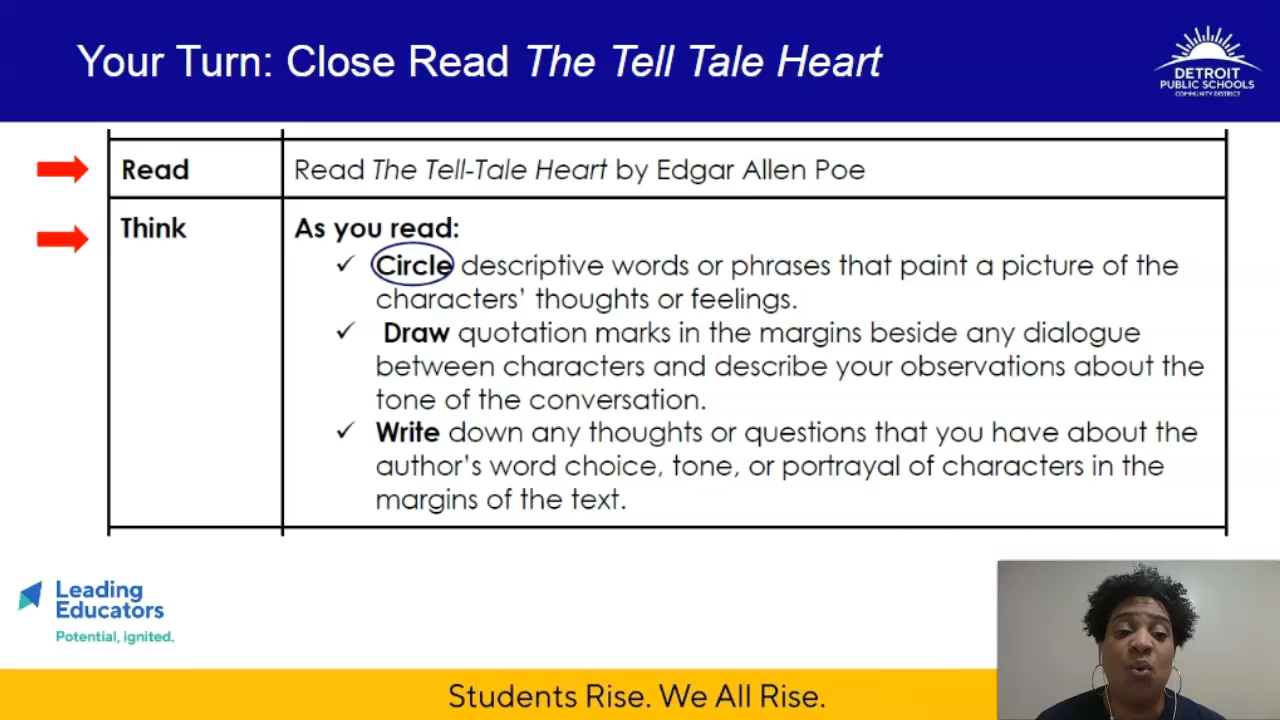 Your Turn: Close Read The Tell Tale Heart
DETROIT
PUBLIC SCHOOLS
COMMUNITY DISTRICT
Read
Read The Tell-Tale Heart by Edgar Allen Poe
Think
As you read:
✓ Circle descriptive words or phrases that paint a picture of the
characters' thoughts or feelings.
✓ Draw quotation marks in the margins beside any dialogue
between characters and describe your observations about the
tone of the conversation.
✓ Write down any thoughts or questions that you have about the
author's word choice, tone, or portrayal of characters in the
margins of the text.
Leading
Educators
Potential, ignited.
Students Rise. We All Rise.